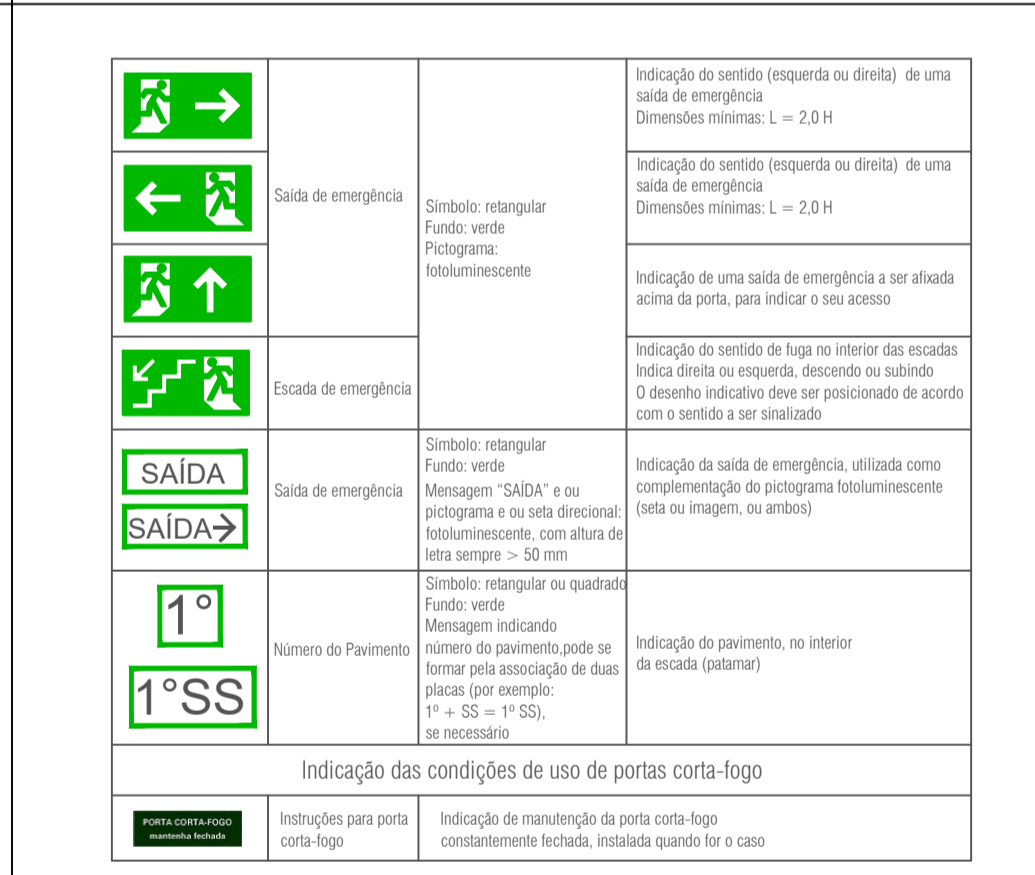 Indicação do sentido (esquerda ou direita) de uma
saída de emergência
Dimensões mínimas: L = 2,0 H
Saída de emergência
Símbolo: retangular
Fundo: verde
Pictograma:
fotoluminescente
Indicação do sentido (esquerda ou direita) de uma
saída de emergência
Dimensões mínimas: L = 2,0 H
Indicação de uma saída de emergência a ser afixada
acima da porta, para indicar o seu acesso
Escada de emergência
Indicação do sentido de fuga no interior das escadas
Indica direita ou esquerda, descendo ou subindo
O desenho indicativo deve ser posicionado de acordo
com o sentido a ser sinalizado
SAÍDA
SAÍDA→
Saída de emergência
Símbolo: retangular
Fundo: verde
Mensagem “SAÍDA” e ou
pictograma e ou seta direcional:
fotoluminescente, com altura de
letra sempre > 50 mm
Indicação da saída de emergência, utilizada como
complementação do pictograma fotoluminescente
(seta ou imagem, ou ambos)
1°
1°SS
Número do Pavimento
Símbolo: retangular ou quadrado
Fundo: verde
Mensagem indicando
número do pavimento,pode se
formar pela associação de duas
placas (por exemplo:
1º + SS = 1º SS),
se necessário
Indicação do pavimento, no interior
da escada (patamar)
Indicação das condições de uso de portas corta-fogo
PORTA CORTA-FOGO
mantenha fechada
Instruções para porta
corta-fogo
Indicação de manutenção da porta corta-fogo
constantemente fechada, instalada quando for o caso